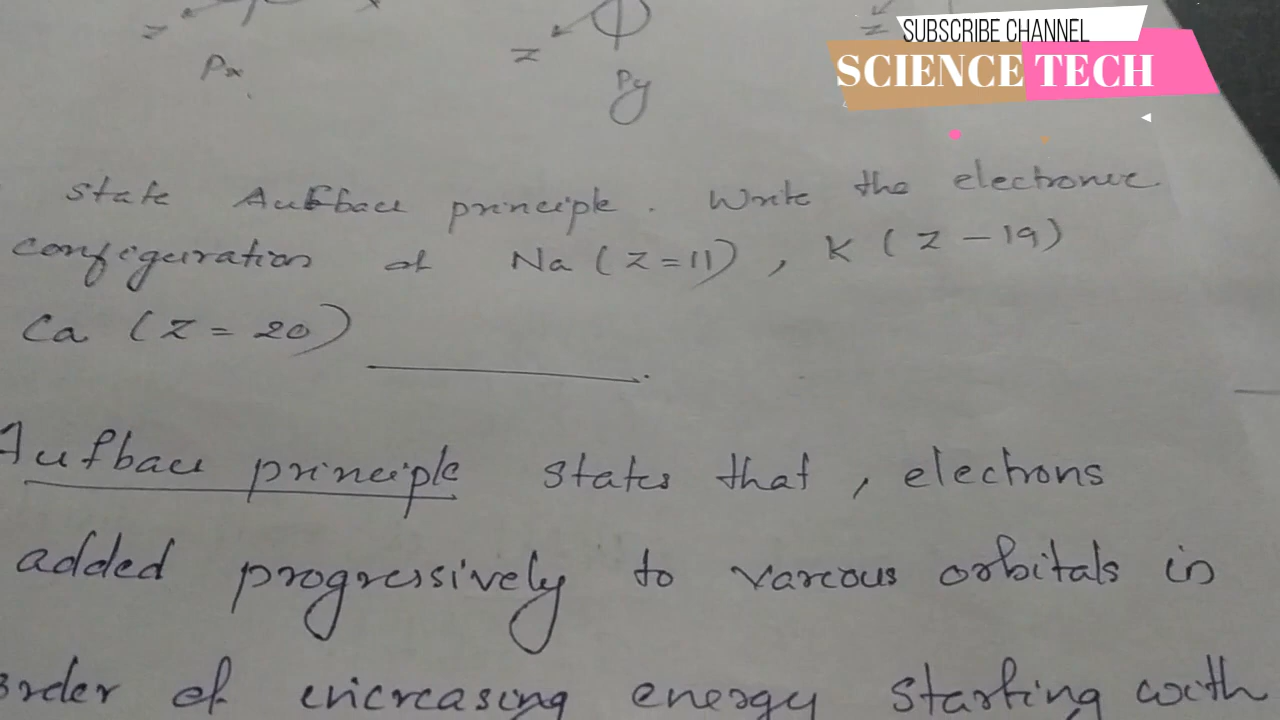 z
Px
z
Py
z
SUBSCRIBE CHANNEL
SCIENCE TECH
state Aufbau principle. Write the electronic
configuration of Na (Z=11), K (Z-19)
Ca (Z = 20)
Aufbau principle states that, electrons
added progressively to various orbitals in
order of increasing energy starting with